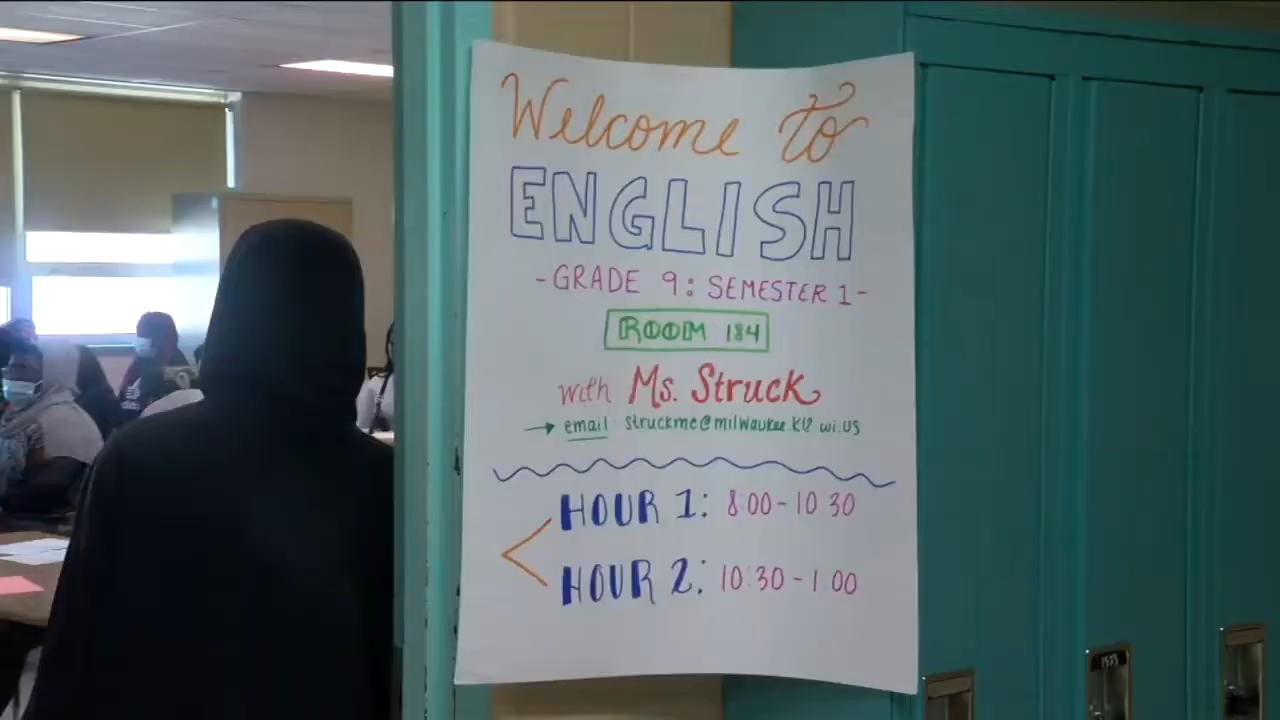 Welcome to
ENGLISH
-GRADE 9: SEMESTER 1-
ROOM 184
with Ms. Struck
→ email: struckme@milwaukee.k12.wi.us
HOUR 1: 8:00-10:30
HOUR 2: 10:30-1:00
1573